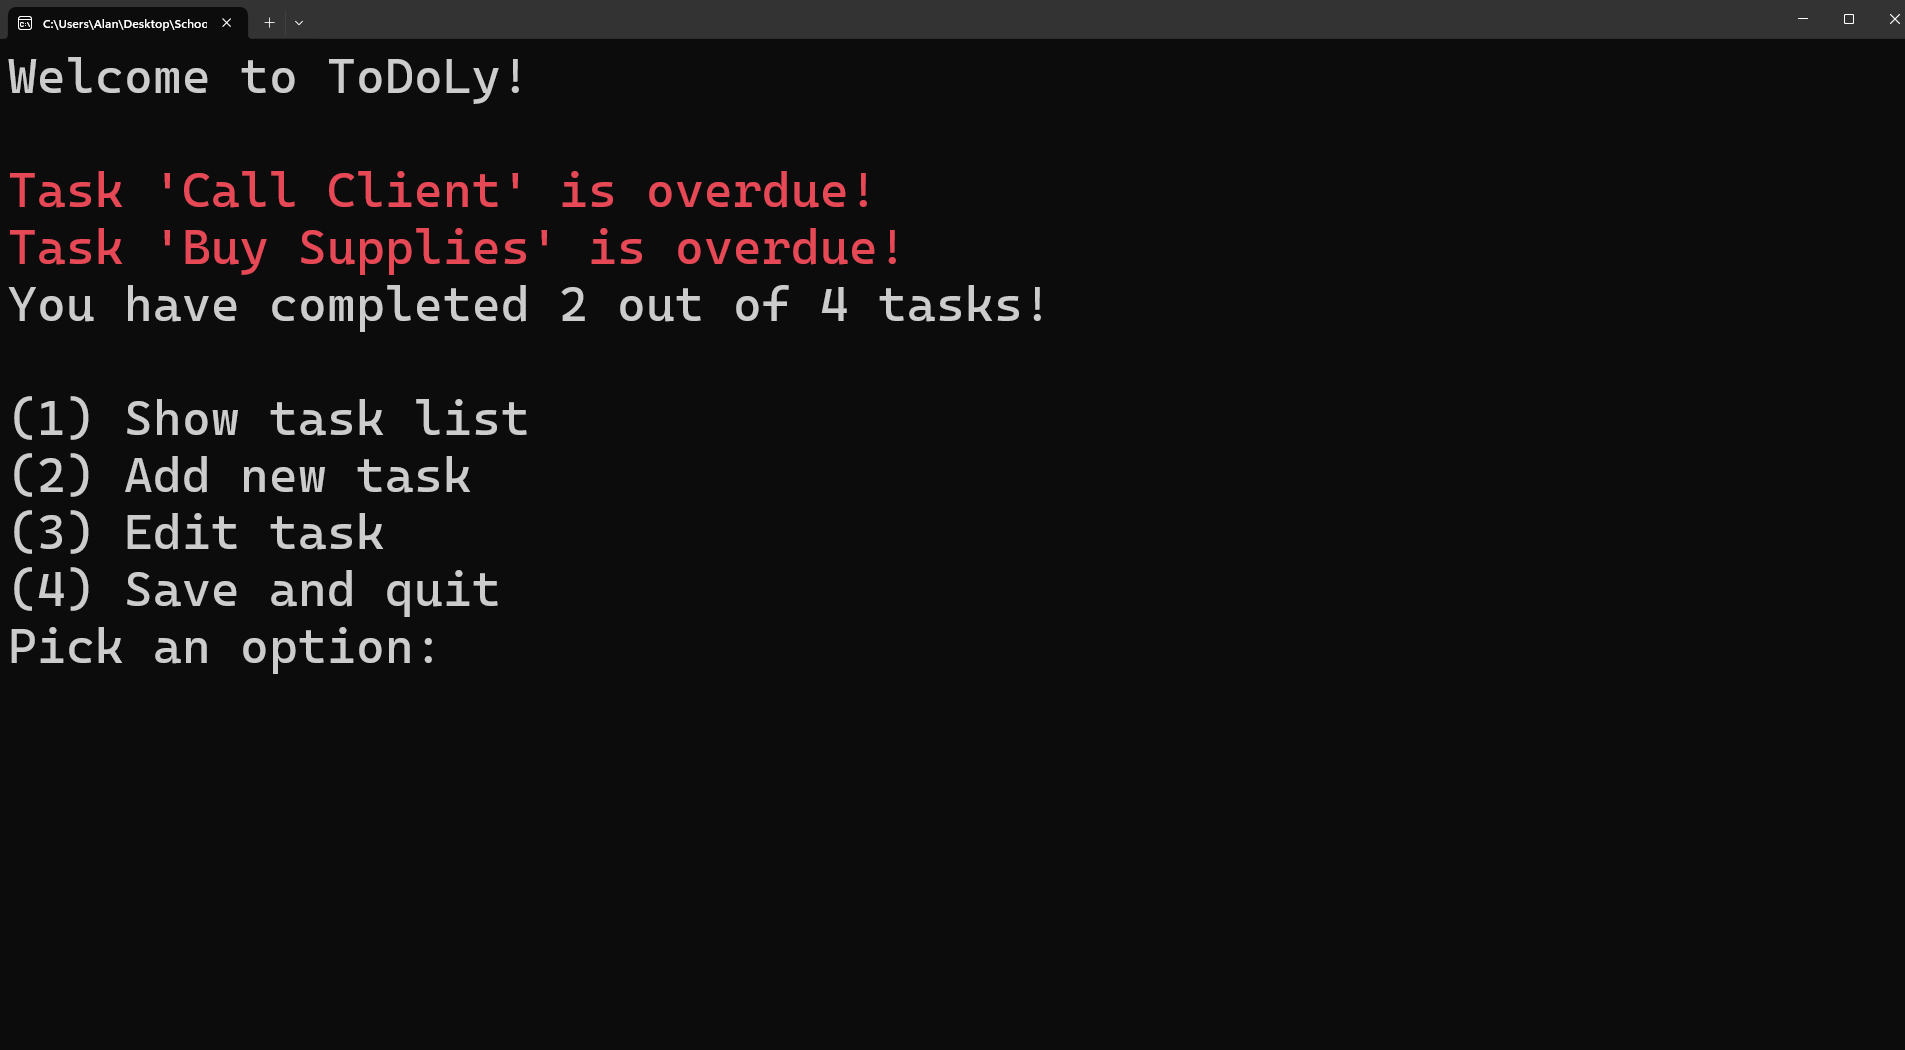 C:\Users\Alan\Desktop\Schoo
Welcome to ToDoLy!
Task 'Call Client' is overdue!
Task 'Buy Supplies' is overdue!
You have completed 2 out of 4 tasks!
(1) Show task list
(2) Add new task
(3) Edit task
(4) Save and quit
Pick an option: